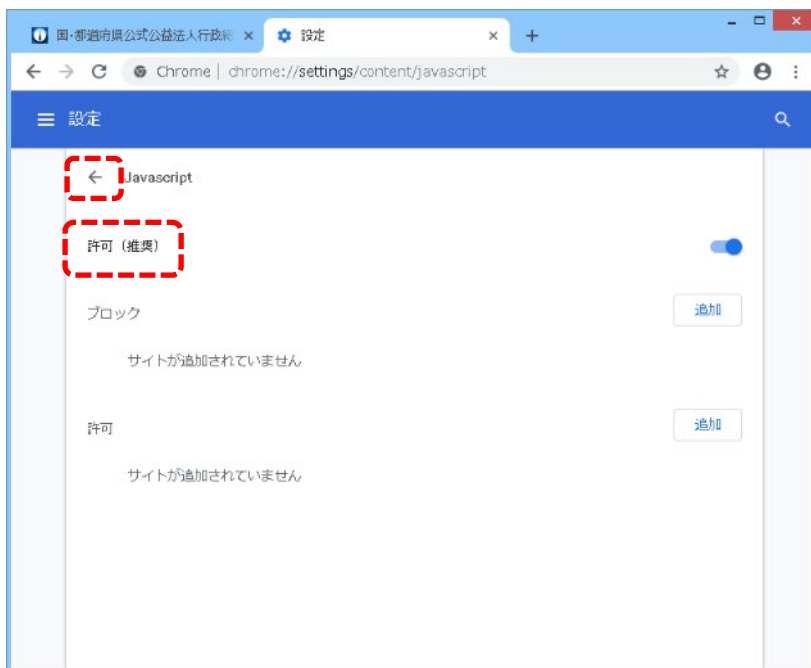 国・都道府県公式公益法人行政総
設定
Chrome | chrome://settings/content/javascript
設定
Javascript
許可（推奨）
ブロック
追加
サイトが追加されていません
許可
追加
サイトが追加されていません